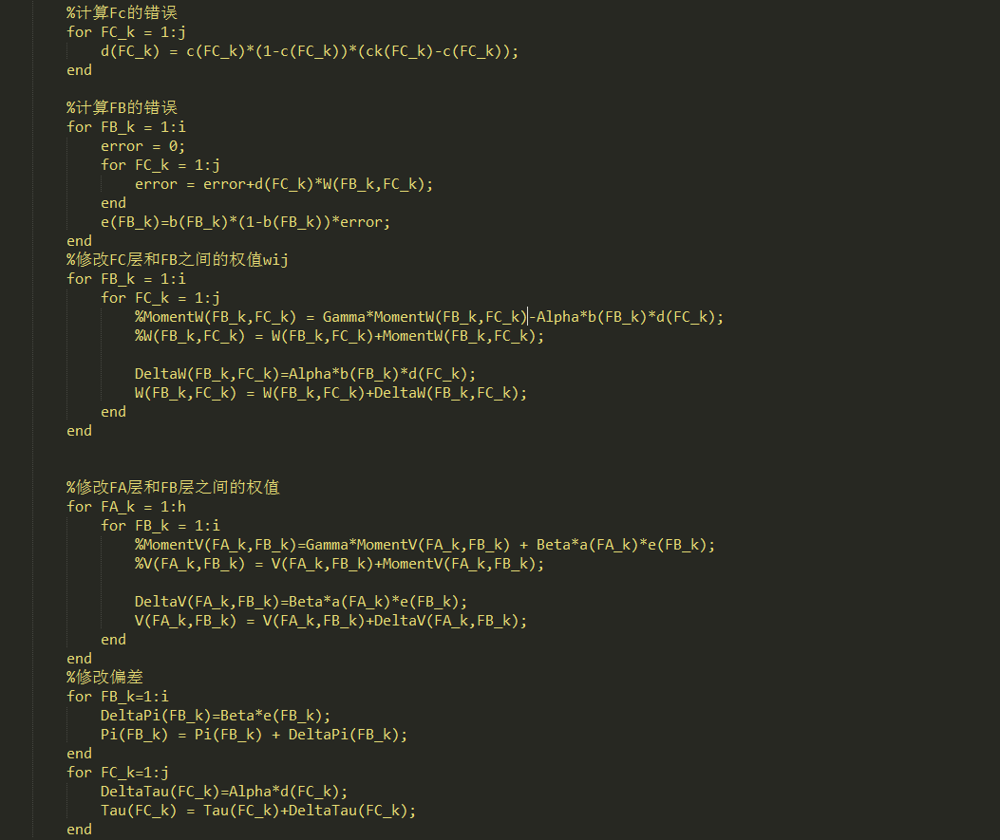 %计算Fc的错误
for FC_k = 1:j
d(FC_k) = c(FC_k)*(1-c(FC_k))*(ck(FC_k)-c(FC_k));
end
%计算FB的错误
for FB_k = 1:i
error = 0;
for FC_k = 1:j
error = error+d(FC_k)*W(FB_k,FC_k);
end
e(FB_k)=b(FB_k)*(1-b(FB_k))*error;
end
%修改FC层和FB之间的权值wij
for FB_k = 1:i
for FC_k = 1:j
%MomentW(FB_k,FC_k) = Gamma*MomentW(FB_k,FC_k)-Alpha*b(FB_k)*d(FC_k);
%W(FB_k,FC_k) = W(FB_k,FC_k)+MomentW(FB_k,FC_k);
DeltaW(FB_k,FC_k)=Alpha*b(FB_k)*d(FC_k);
W(FB_k,FC_k) = W(FB_k,FC_k)+DeltaW(FB_k,FC_k);
end
end
%修改FA层和FB层之间的权值
for FA_k = 1:h
for FB_k = 1:i
%MomentV(FA_k,FB_k)=Gamma*MomentV(FA_k,FB_k) + Beta*a(FA_k)*e(FB_k);
%V(FA_k,FB_k) = V(FA_k,FB_k)+MomentV(FA_k,FB_k);
DeltaV(FA_k,FB_k)=Beta*a(FA_k)*e(FB_k);
V(FA_k,FB_k) = V(FA_k,FB_k)+DeltaV(FA_k,FB_k);
end
end
%修改偏差
for FB_k=1:i
DeltaPi(FB_k)=Beta*e(FB_k);
Pi(FB_k) = Pi(FB_k) + DeltaPi(FB_k);
end
for FC_k=1:j
DeltaTau(FC_k)=Alpha*d(FC_k);
Tau(FC_k) = Tau(FC_k)+DeltaTau(FC_k);
end